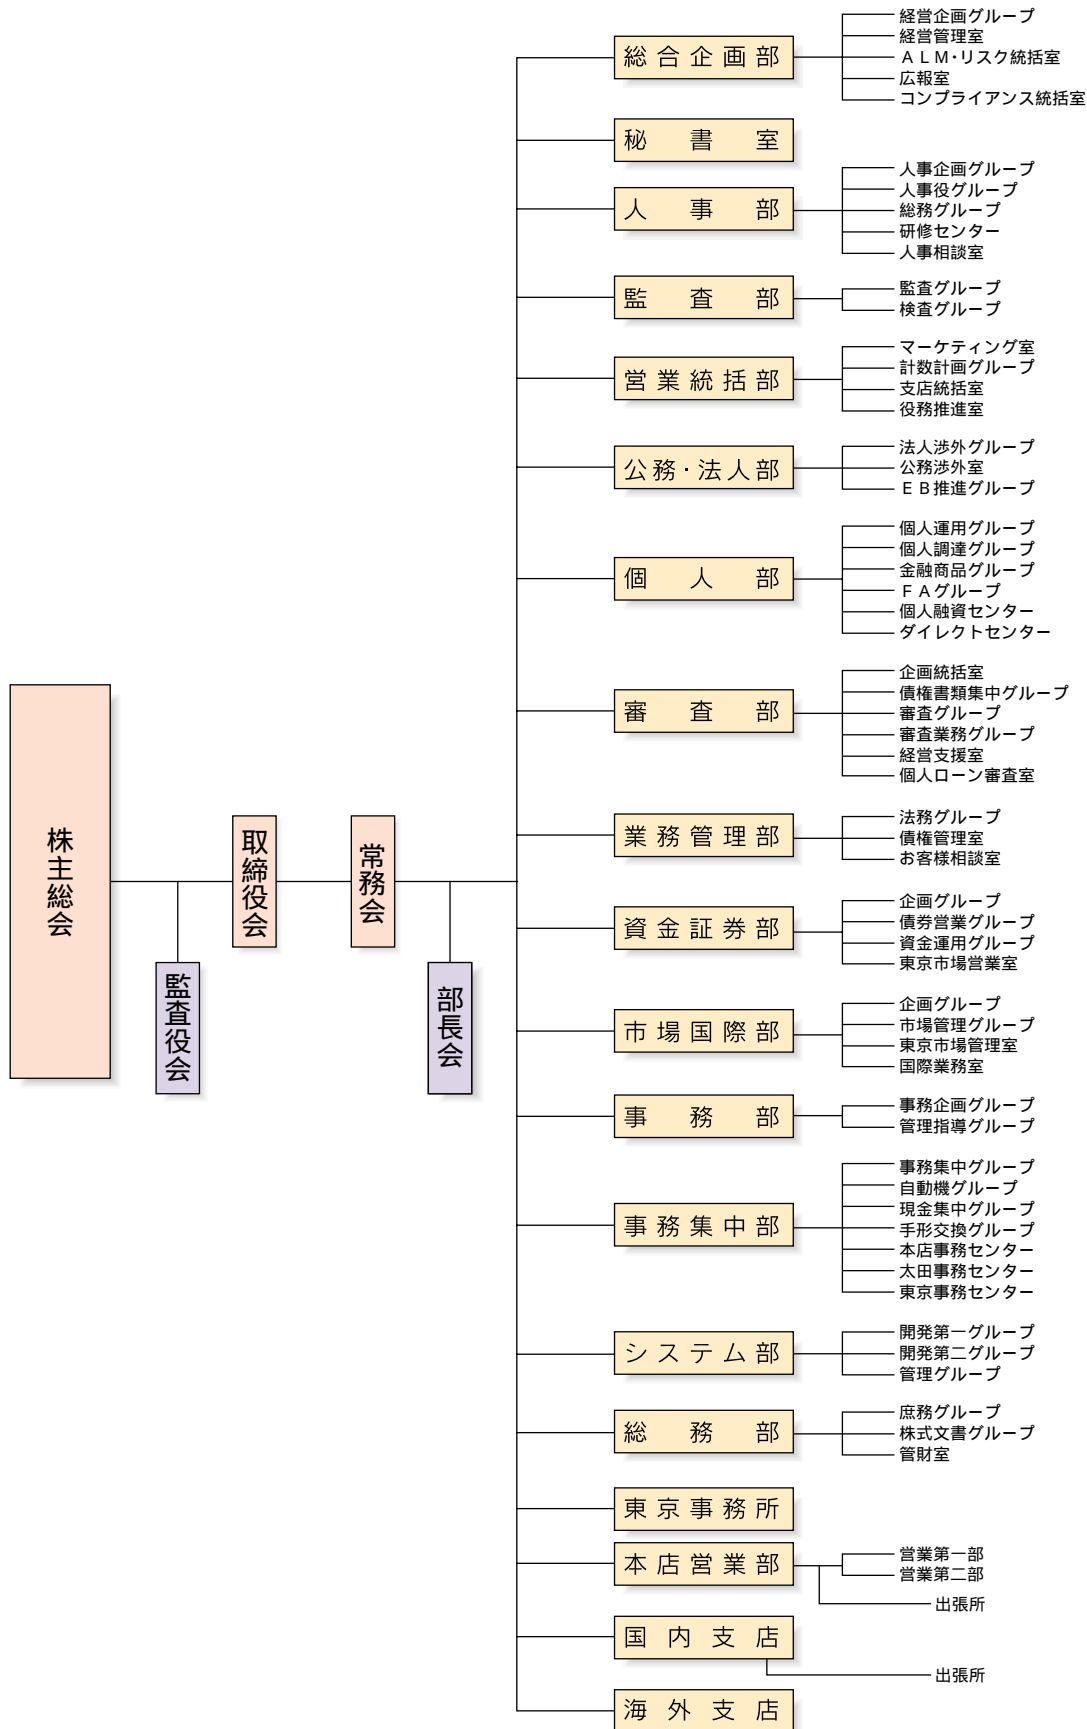 株主総会
監査役会
取締役会
常務会
部長会
総合企画部
経営企画グループ
経営管理室
ＡＬＭ・リスク統括室
広報室
コンプライアンス統括室
秘書室
人事部
人事企画グループ
人事役グループ
総務グループ
研修センター
人事相談室
監査部
監査グループ
検査グループ
営業統括部
マーケティング室
計数計画グループ
支店統括室
役務推進室
公務・法人部
法人渉外グループ
公務渉外室
ＥＢ推進グループ
個人部
個人運用グループ
個人調達グループ
金融商品グループ
ＦＡグループ
個人融資センター
ダイレクトセンター
審査部
企画統括室
債権書類集中グループ
審査グループ
審査業務グループ
経営支援室
個人ローン審査室
業務管理部
法務グループ
債権管理室
お客様相談室
資金証券部
企画グループ
債券営業グループ
資金運用グループ
東京市場営業室
市場国際部
企画グループ
市場管理グループ
東京市場管理室
国際業務室
事務部
事務企画グループ
管理指導グループ
事務集中部
事務集中グループ
自動機グループ
現金集中グループ
手形交換グループ
本店事務センター
太田事務センター
東京事務センター
システム部
開発第一グループ
開発第二グループ
管理グループ
総務部
庶務グループ
株式文書グループ
管財室
東京事務所
本店営業部
営業第一部
営業第二部
出張所
国内支店
出張所
海外支店